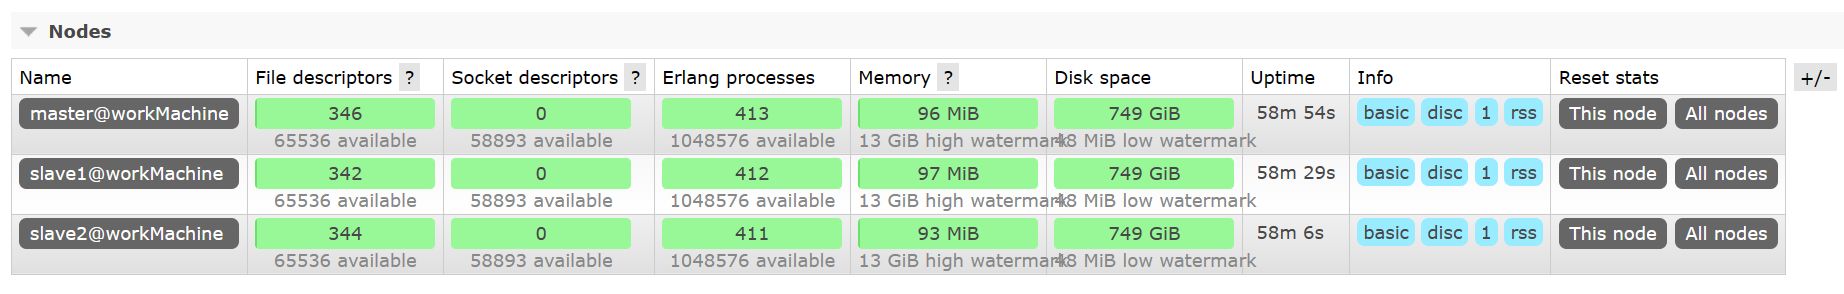 Nodes
Name File descriptors ? Socket descriptors ? Erlang processes Memory ? Disk space Uptime Info Reset stats +/-
master@workMachine 346 0 413 96 MiB 749 GiB 58m 54s basic disc 1 rss This node All nodes
65536 available 58893 available 1048576 available 13 GiB high watermark 48 MiB low watermark
slave1@workMachine 342 0 412 97 MiB 749 GiB 58m 29s basic disc 1 rss This node All nodes
65536 available 58893 available 1048576 available 13 GiB high watermark 48 MiB low watermark
slave2@workMachine 344 0 411 93 MiB 749 GiB 58m 6s basic disc 1 rss This node All nodes
65536 available 58893 available 1048576 available 13 GiB high watermark 48 MiB low watermark